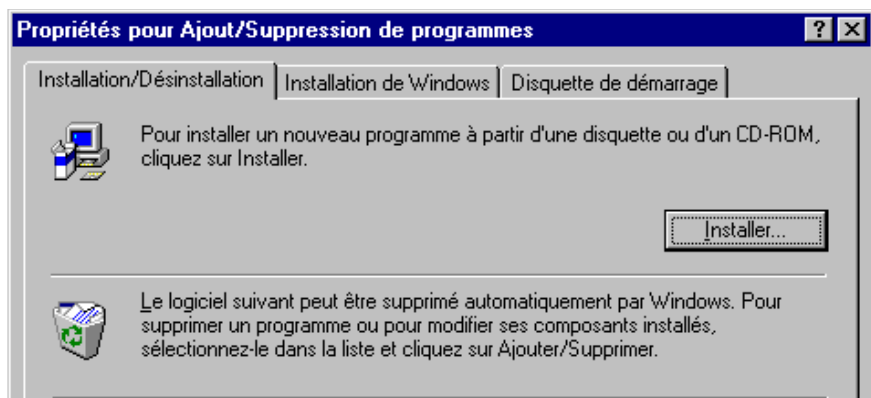 Propriétés pour Ajout/Suppression de programmes
Installation/Désinstallation
Installation de Windows
Disquette de démarrage
Pour installer un nouveau programme à partir d'une disquette ou d'un CD-ROM,
cliquez sur Installer.
Installer...
Le logiciel suivant peut être supprimé automatiquement par Windows. Pour
supprimer un programme ou pour modifier ses composants installés,
sélectionnez-le dans la liste et cliquez sur Ajouter/Supprimer.